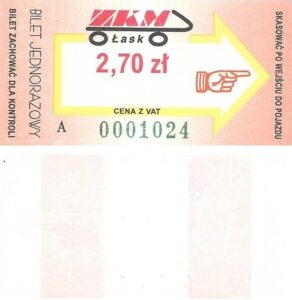 BILET JEDNORAZOWY
BILET ZACHOWAĆ DLA KONTROLI
ZKM
Łask
2,70 zł
CENA Z VAT
A 0001024
SKASOWAĆ PO WEJŚCIU DO POJAZDU